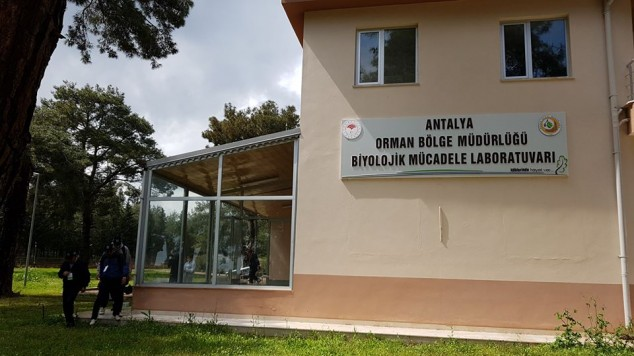 ANTALYA
ORMAN BÖLGE MÜDÜRLÜĞÜ
BİYOLOJİK MÜCADELE LABORATUVARI